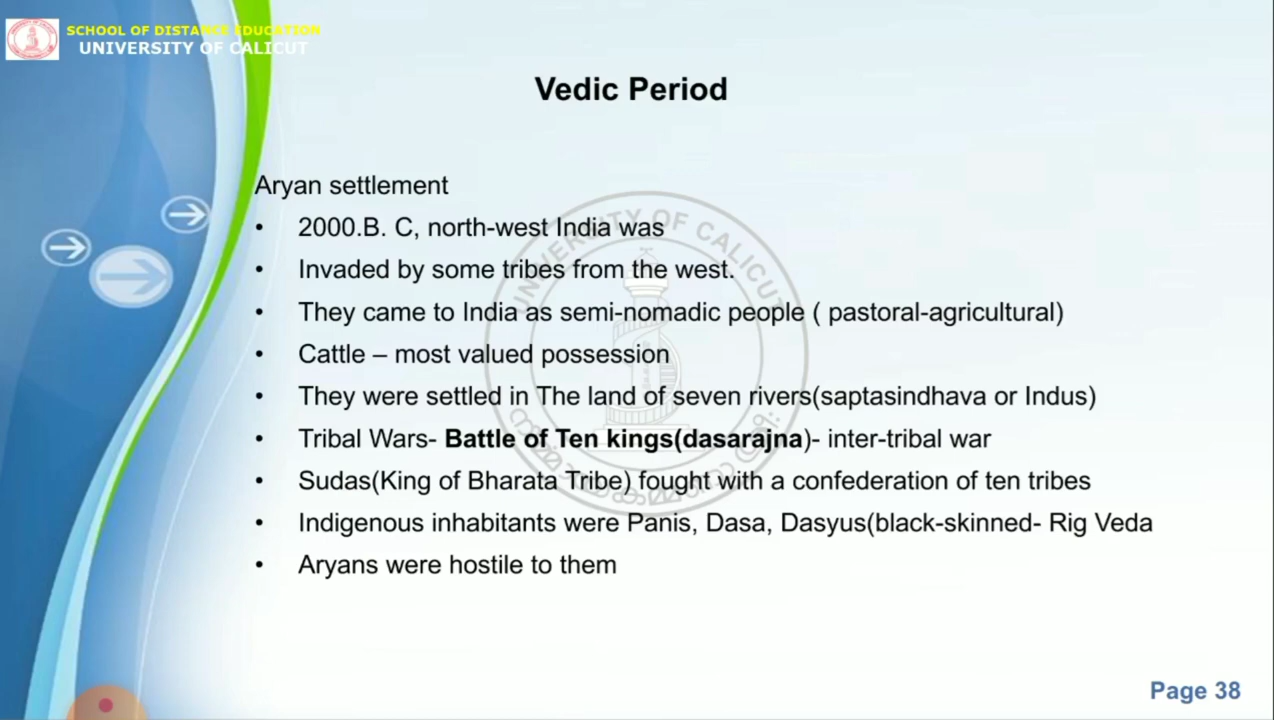 SCHOOL OF DISTANCE EDUCATION
UNIVERSITY OF CALICUT
Vedic Period
Aryan settlement
• 2000.B. C, north-west India was
• Invaded by some tribes from the west.
• They came to India as semi-nomadic people ( pastoral-agricultural)
• Cattle – most valued possession
• They were settled in The land of seven rivers(saptasindhava or Indus)
• Tribal Wars- Battle of Ten kings(dasarajna)- inter-tribal war
• Sudas(King of Bharata Tribe) fought with a confederation of ten tribes
• Indigenous inhabitants were Panis, Dasa, Dasyus(black-skinned- Rig Veda
• Aryans were hostile to them
UNIVERSITY OF CALICUT
Page 38